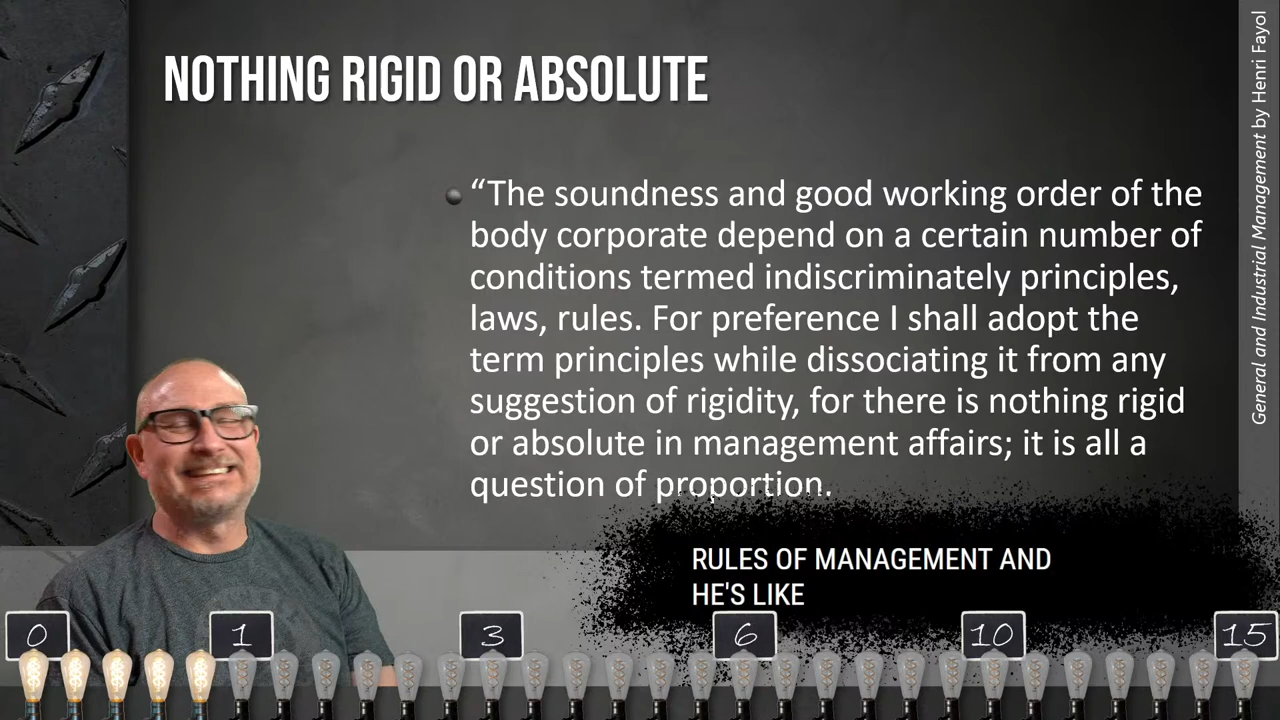 NOTHING RIGID OR ABSOLUTE
“The soundness and good working order of the
body corporate depend on a certain number of
conditions termed indiscriminately principles,
laws, rules. For preference I shall adopt the
term principles while dissociating it from any
suggestion of rigidity, for there is nothing rigid
or absolute in management affairs; it is all a
question of proportion.
General and Industrial Management by Henri Fayol
RULES OF MANAGEMENT AND
HE'S LIKE
0 1 3 6 10 15